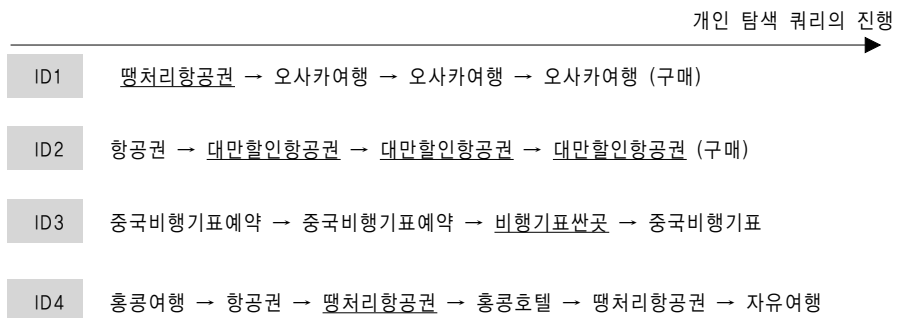 개인 탐색 쿼리의 진행
ID1 땡처리항공권 → 오사카여행 → 오사카여행 → 오사카여행 (구매)
ID2 항공권 → 대만할인항공권 → 대만할인항공권 → 대만할인항공권 (구매)
ID3 중국비행기표예약 → 중국비행기표예약 → 비행기표싼곳 → 중국비행기표
ID4 홍콩여행 → 항공권 → 땡처리항공권 → 홍콩호텔 → 땡처리항공권 → 자유여행